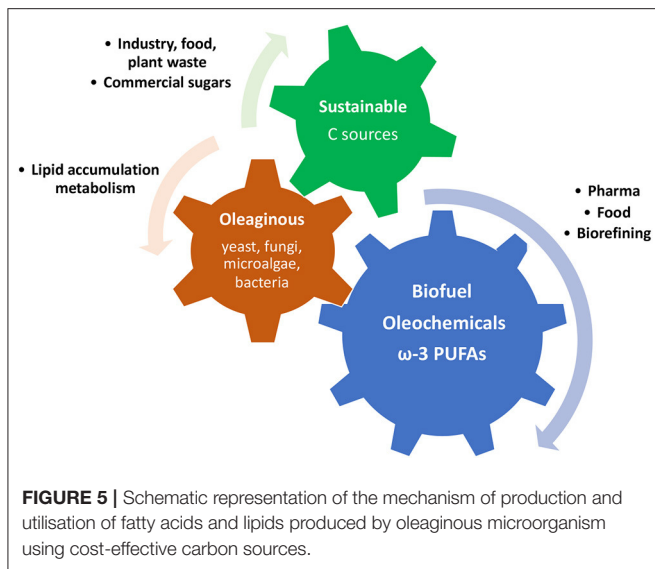 • Industry, food,
plant waste
• Commercial sugars
Sustainable
C sources
• Lipid accumulation
metabolism
Oleaginous
yeast, fungi,
microalgae,
bacteria
• Pharma
• Food
• Biorefining
Biofuel
Oleochemicals
ω-3 PUFAs
FIGURE 5 | Schematic representation of the mechanism of production and
utilisation of fatty acids and lipids produced by oleaginous microorganism
using cost-effective carbon sources.